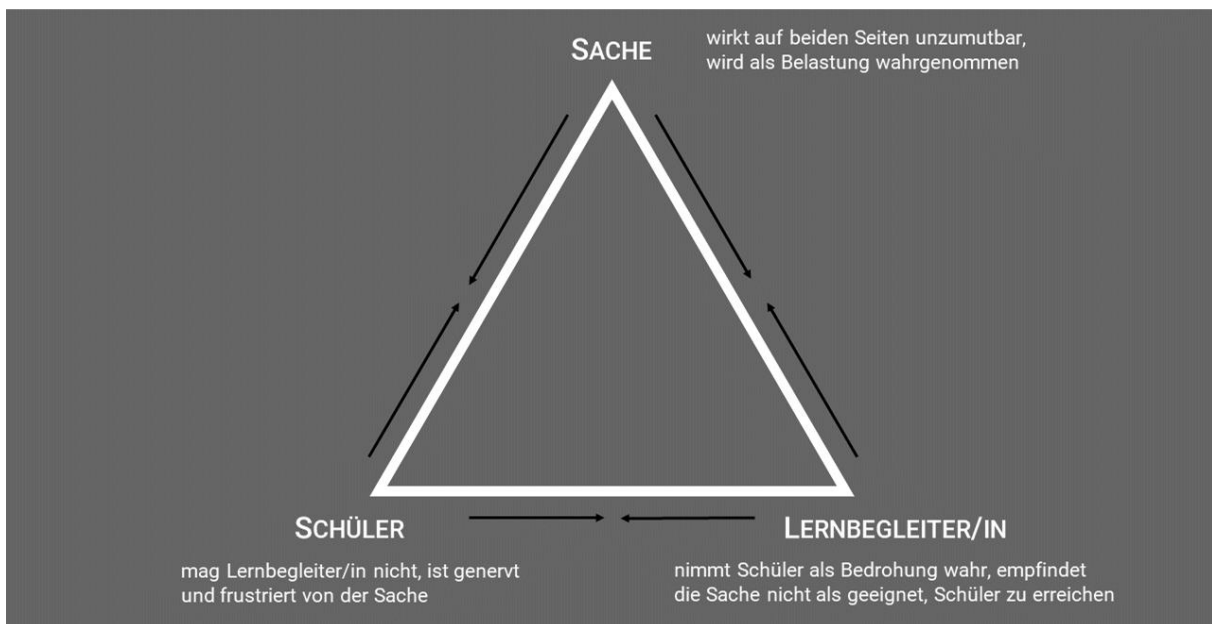 SACHE
wirkt auf beiden Seiten unzumutbar,
wird als Belastung wahrgenommen
SCHÜLER
mag Lernbegleiter/in nicht, ist genervt
und frustriert von der Sache
LERNBEGLEITER/IN
nimmt Schüler als Bedrohung wahr, empfindet
die Sache nicht als geeignet, Schüler zu erreichen